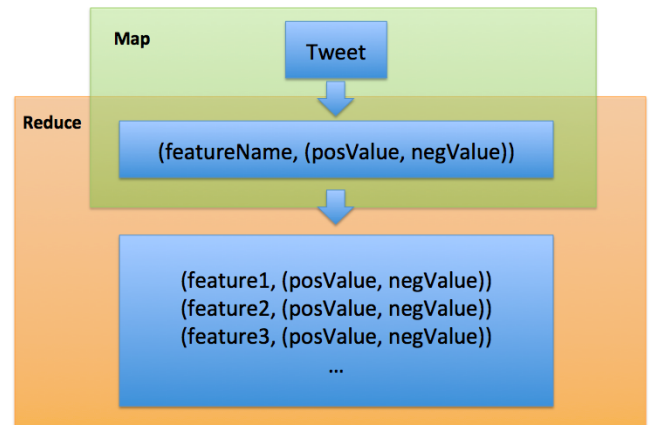 Map
Tweet
Reduce
(featureName, (posValue, negValue))
(feature1, (posValue, negValue))
(feature2, (posValue, negValue))
(feature3, (posValue, negValue))
...